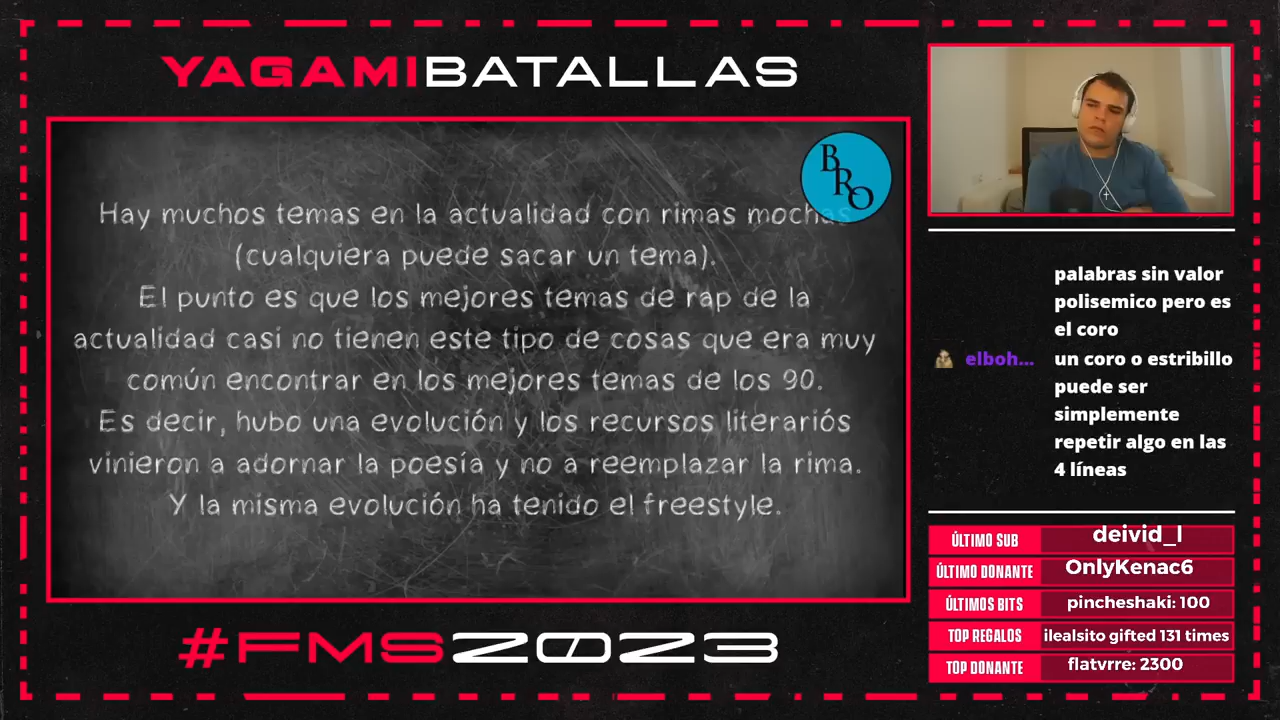 YAGAMIBATALLAS
BRO
Hay muchos temas en la actualidad con rimas mochas
(cualquiera puede sacar un tema).
El punto es que los mejores temas de rap de la
actualidad casi no tienen este tipo de cosas que era muy
común encontrar en los mejores temas de los 90.
Es decir, hubo una evolución y los recursos literariós
vinieron a adornar la poesía y no a reemplazar la rima.
Y la misma evolución ha tenido el freestyle.
#FMS2023
palabras sin valor
polisemico pero es
el coro
elboh... un coro o estribillo
puede ser
simplemente
repetir algo en las
4 líneas
ÚLTIMO SUB deivid_l
ÚLTIMO DONANTE OnlyKenac6
ÚLTIMOS BITS pincheshaki: 100
TOP REGALOS ilealsito gifted 131 times
TOP DONANTE flatvrre: 2300